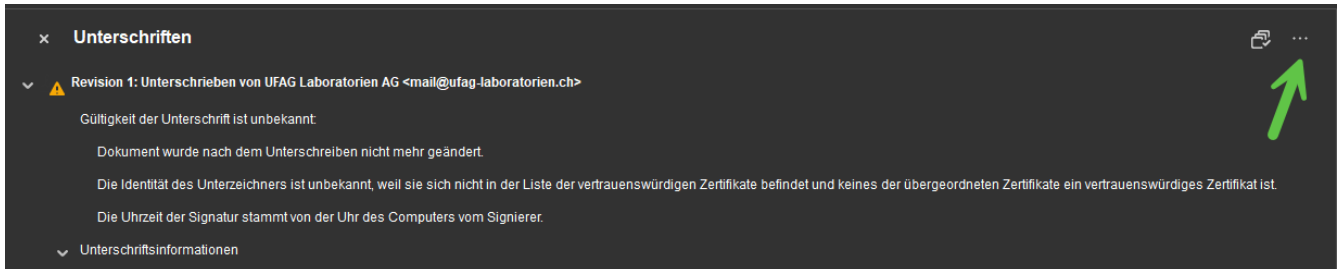 Unterschriften
Revision 1: Unterschrieben von UFAG Laboratorien AG <mail@ufag-laboratorien.ch>
Gültigkeit der Unterschrift ist unbekannt:
Dokument wurde nach dem Unterschreiben nicht mehr geändert.
Die Identität des Unterzeichners ist unbekannt, weil sie sich nicht in der Liste der vertrauenswürdigen Zertifikate befindet und keines der übergeordneten Zertifikate ein vertrauenswürdiges Zertifikat ist.
Die Uhrzeit der Signatur stammt von der Uhr des Computers vom Signierer.
Unterschriftsinformationen